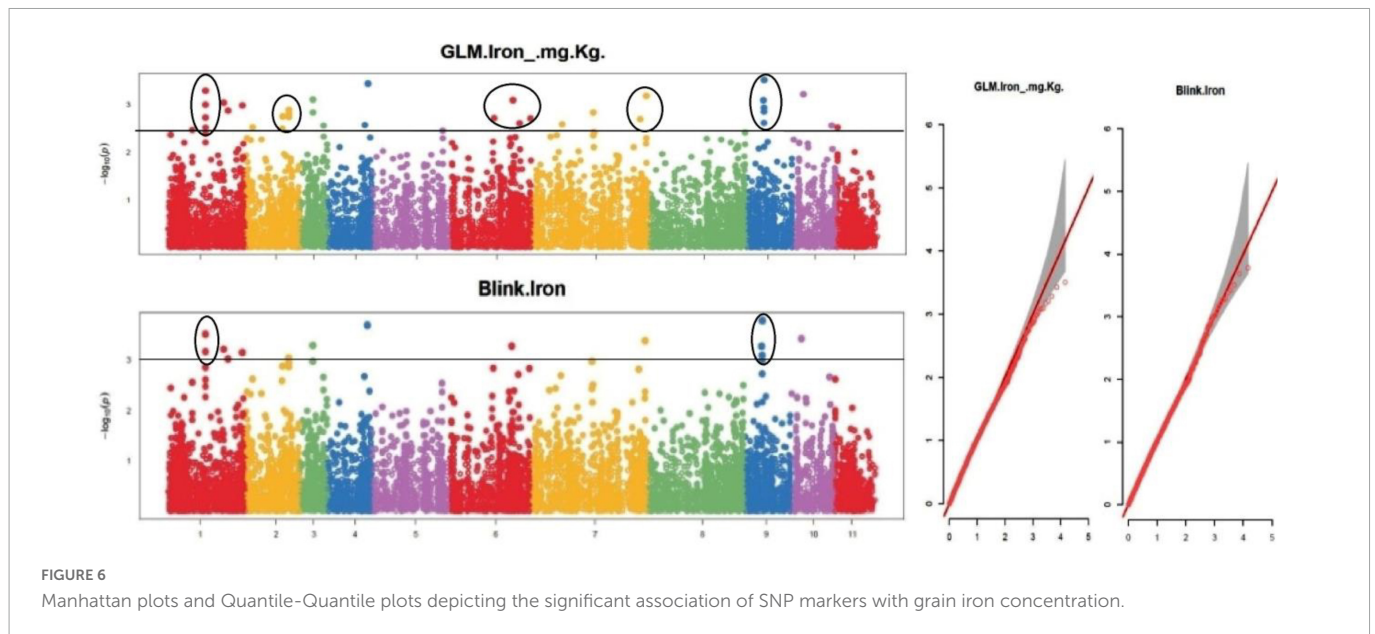 GLM.Iron_.mg.Kg.
3
2
1
-log₁₀(p)
1 2 3 4 5 6 7 8 9 10 11
Blink.Iron
3
2
1
-log₁₀(p)
1 2 3 4 5 6 7 8 9 10 11
GLM.Iron_.mg.Kg.
6
5
4
3
2
1
0
0 1 2 3 4 5
Blink.Iron
6
5
4
3
2
1
0
0 1 2 3 4 5
FIGURE 6
Manhattan plots and Quantile-Quantile plots depicting the significant association of SNP markers with grain iron concentration.